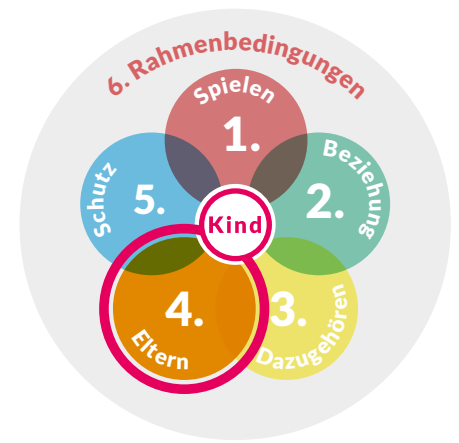 6. Rahmenbedingungen
Spielen
1.
Beziehung
2.
Schutz
5.
Kind
4.
Eltern
3.
Dazugehören